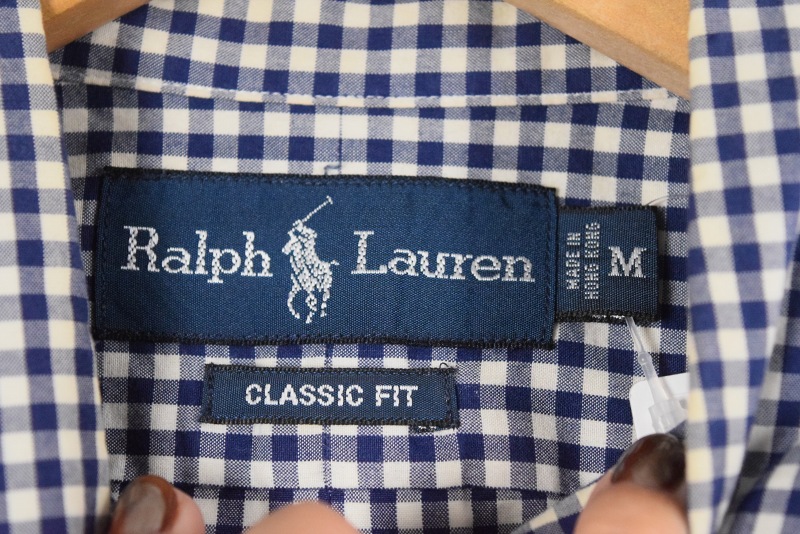 Ralph Lauren
MADE IN
HONG KONG
M
CLASSIC FIT